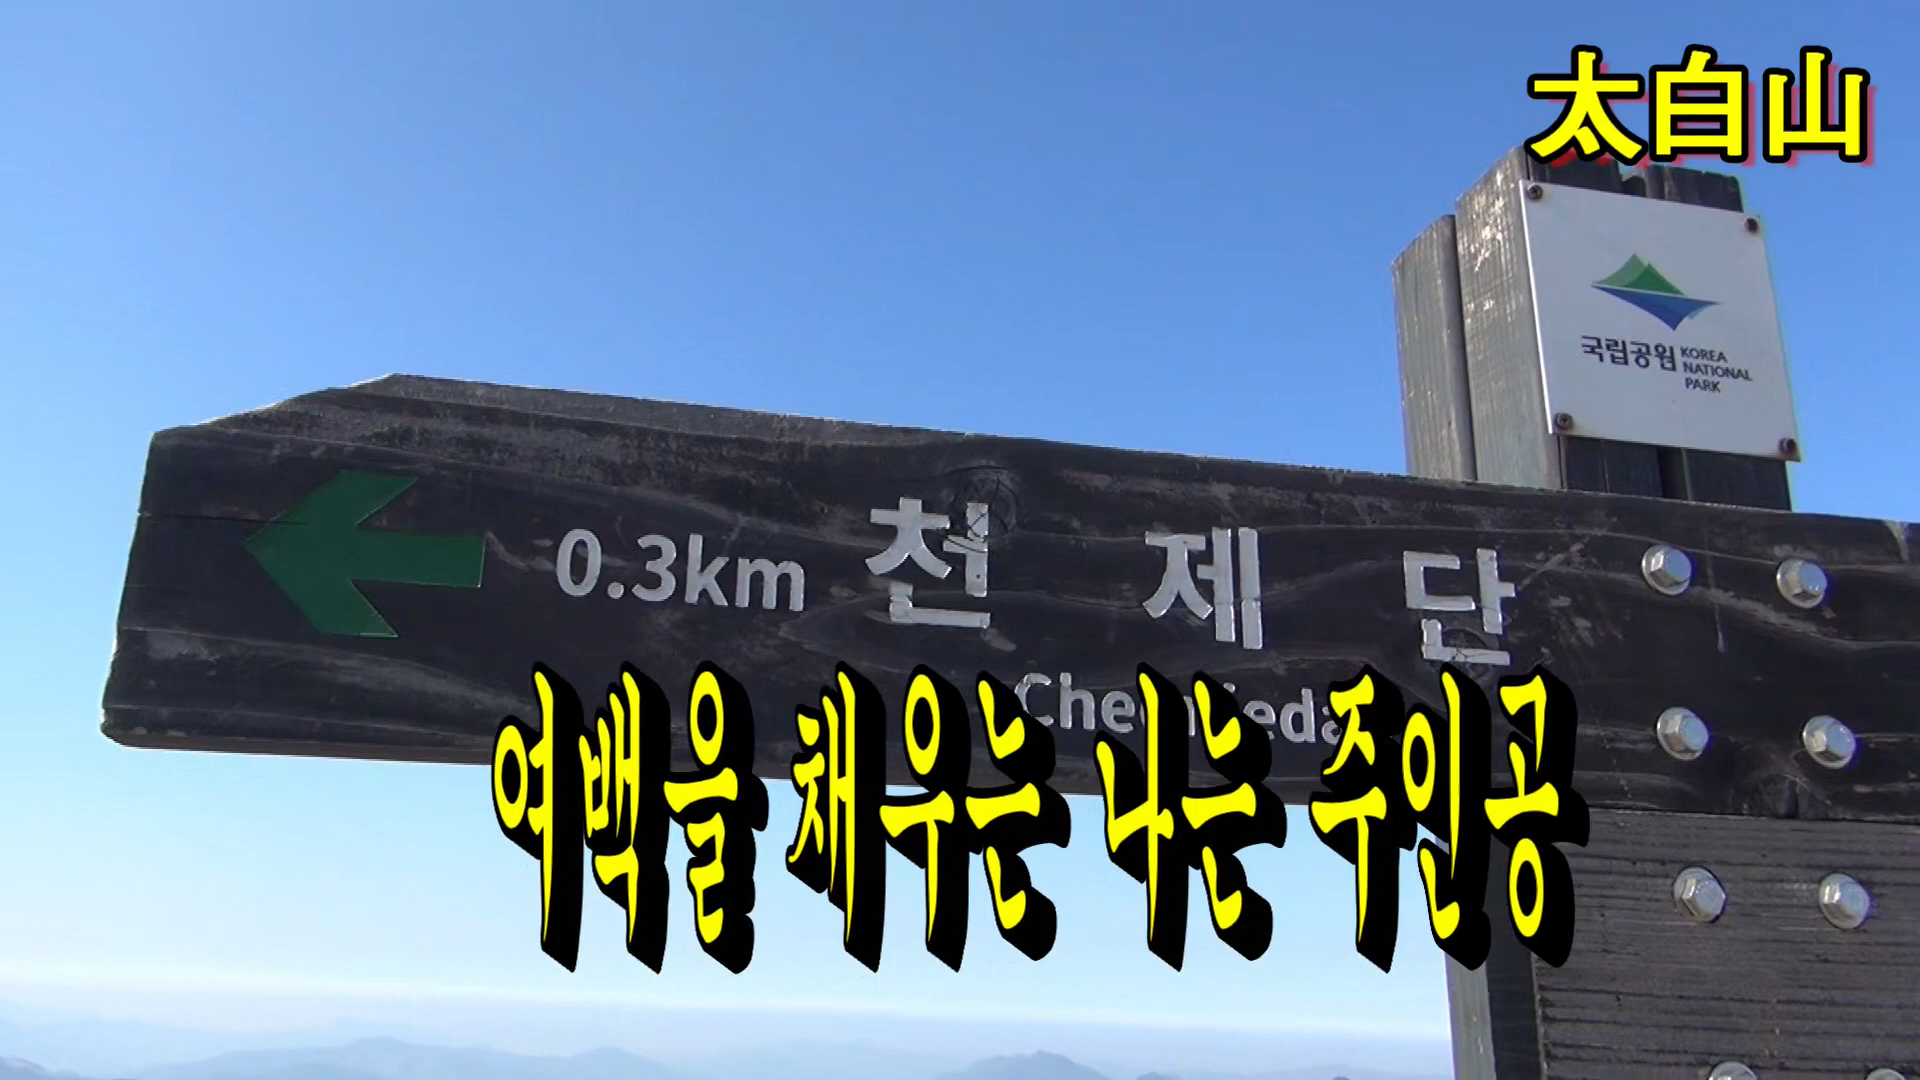 太白山
국립공원 KOREA
NATIONAL
PARK
0.3km 천 제 단
여백을 채우는 나는 주인공